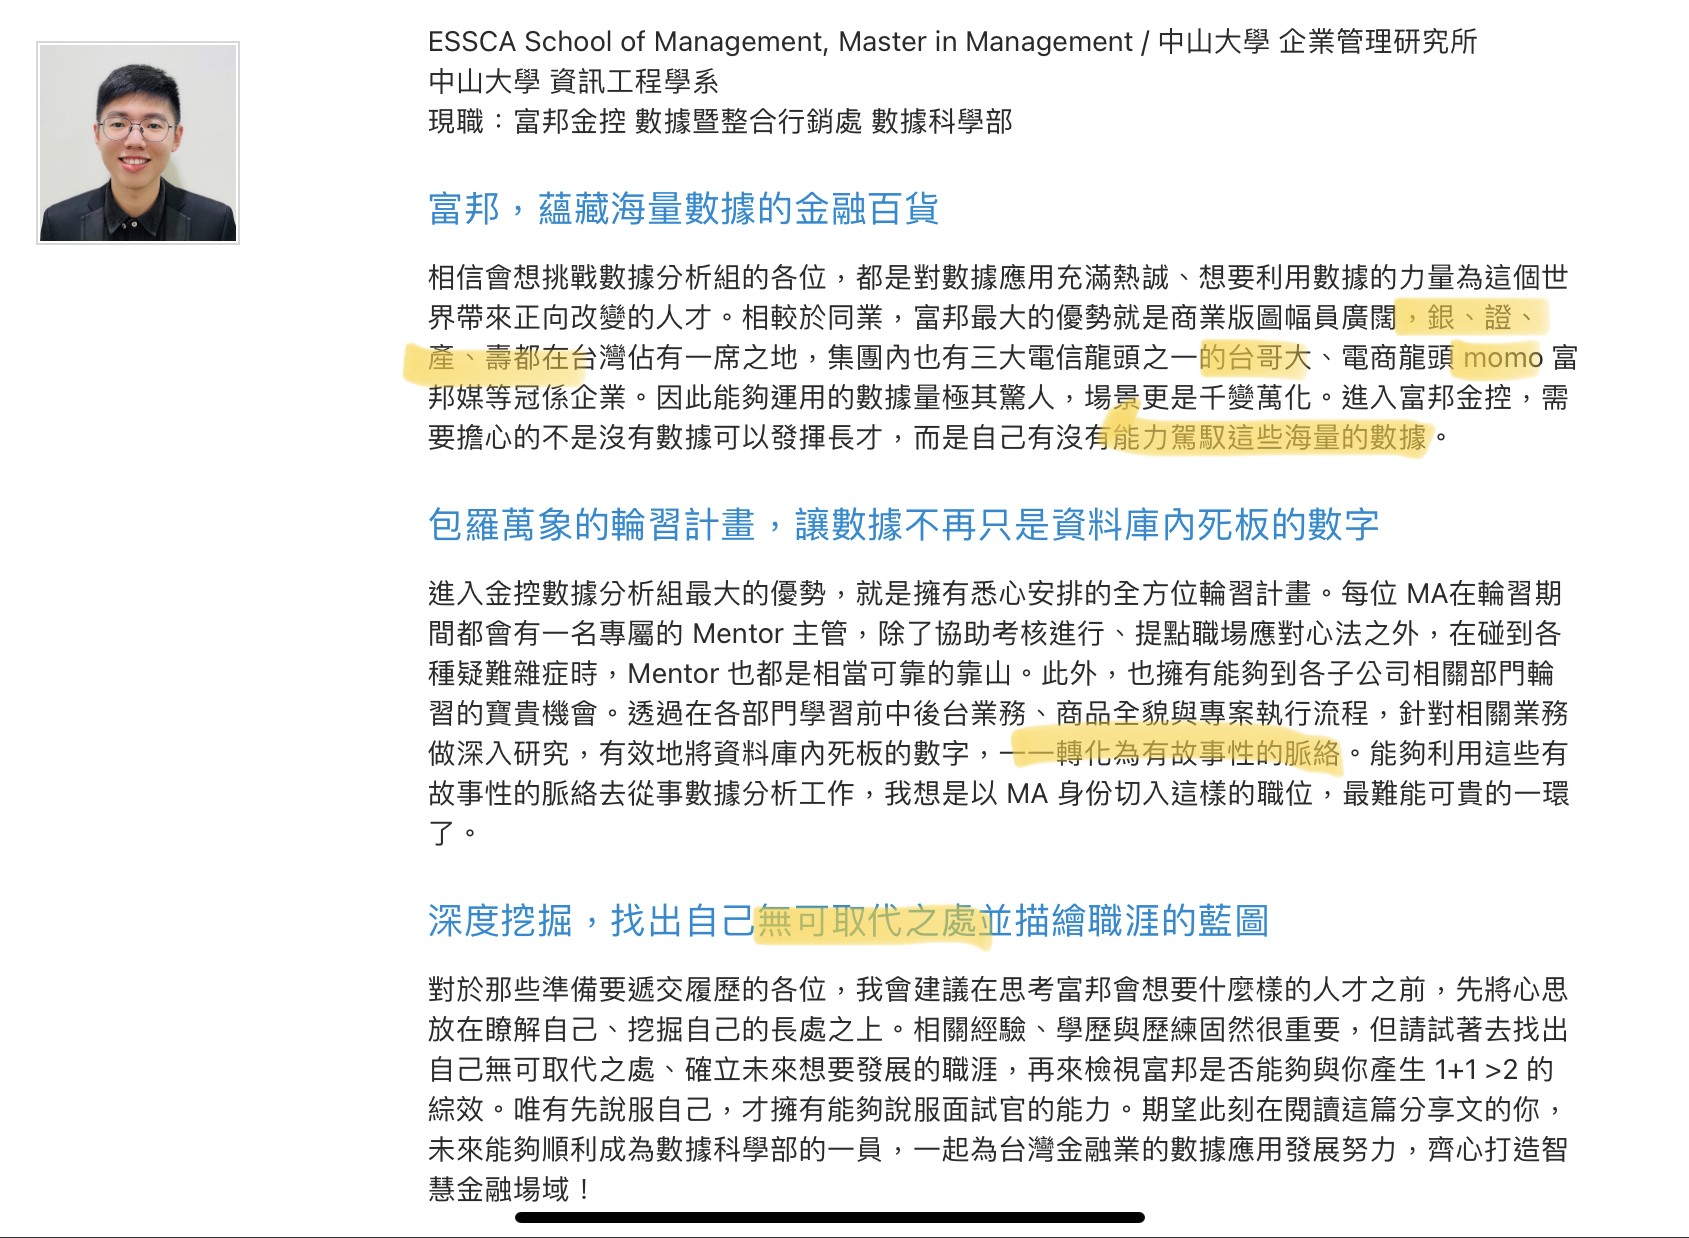 ESSCA School of Management, Master in Management / 中山大學 企業管理研究所
中山大學 資訊工程學系
現職：富邦金控 數據暨整合行銷處 數據科學部
富邦，蘊藏海量數據的金融百貨
相信會想挑戰數據分析組的各位，都是對數據應用充滿熱誠、想要利用數據的力量為這個世
界帶來正向改變的人才。相較於同業，富邦最大的優勢就是商業版圖幅員廣闊，銀、證、
產、壽都在台灣佔有一席之地，集團內也有三大電信龍頭之一的台哥大、電商龍頭 momo 富
邦媒等冠係企業。因此能夠運用的數據量極其驚人，場景更是千變萬化。進入富邦金控，需
要擔心的不是沒有數據可以發揮長才，而是自己有沒有能力駕馭這些海量的數據。
包羅萬象的輪習計畫，讓數據不再只是資料庫內死板的數字
進入金控數據分析組最大的優勢，就是擁有悉心安排的全方位輪習計畫。每位 MA在輪習期
間都會有一名專屬的 Mentor 主管，除了協助考核進行、提點職場應對心法之外，在碰到各
種疑難雜症時，Mentor 也都是相當可靠的靠山。此外，也擁有能夠到各子公司相關部門輪
習的寶貴機會。透過在各部門學習前中後台業務、商品全貌與專案執行流程，針對相關業務
做深入研究，有效地將資料庫內死板的數字，一一轉化為有故事性的脈絡。能夠利用這些有
故事性的脈絡去從事數據分析工作，我想是以 MA 身份切入這樣的職位，最難能可貴的一環
了。
深度挖掘，找出自己無可取代之處並描繪職涯的藍圖
對於那些準備要遞交履歷的各位，我會建議在思考富邦會想要什麼樣的人才之前，先將心思
放在瞭解自己、挖掘自己的長處之上。相關經驗、學歷與歷練固然很重要，但請試著去找出
自己無可取代之處、確立未來想要發展的職涯，再來檢視富邦是否能夠與你產生 1+1 >2 的
綜效。唯有先說服自己，才擁有能夠說服面試官的能力。期望此刻在閱讀這篇分享文的你，
未來能夠順利成為數據科學部的一員，一起為台灣金融業的數據應用發展努力，齊心打造智
慧金融場域！